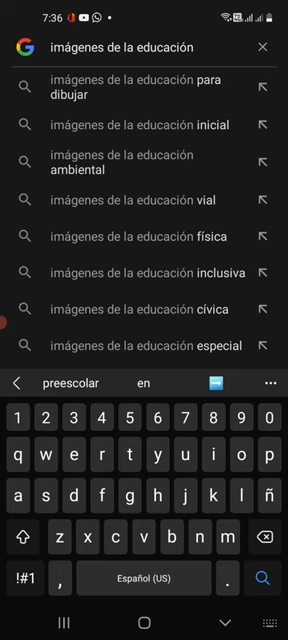 7:36
imágenes de la educación
imágenes de la educación para
dibujar
imágenes de la educación inicial
imágenes de la educación
ambiental
imágenes de la educación vial
imágenes de la educación física
imágenes de la educación inclusiva
imágenes de la educación cívica
imágenes de la educación especial
preescolar en
1 2 3 4 5 6 7 8 9 0
q w e r t y u i o p
a s d f g h j k l ñ
z x c v b n m
!#1 , Español (US) .